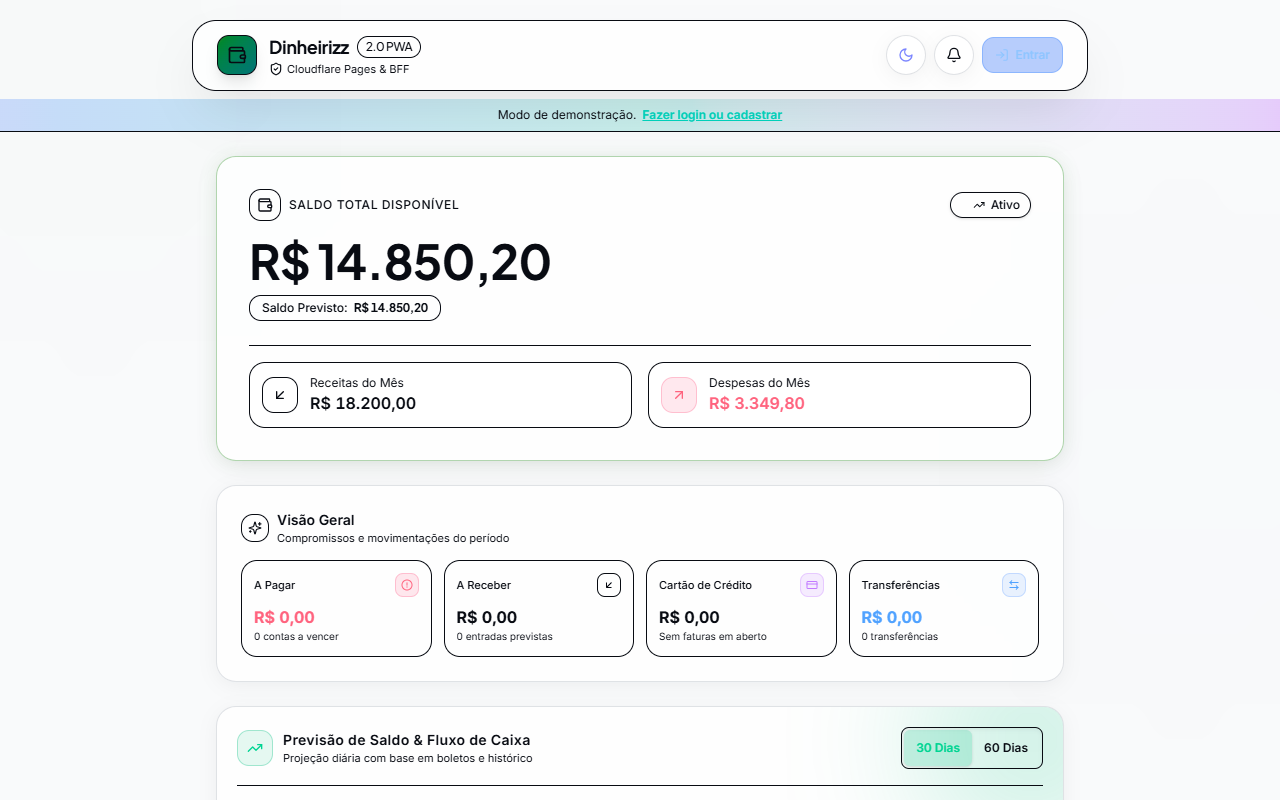 Dinheirizz 2.0 PWA
Cloudflare Pages & BFF
Entrar
Modo de demonstração. Fazer login ou cadastrar
SALDO TOTAL DISPONÍVEL
Ativo
R$ 14.850,20
Saldo Previsto: R$ 14.850,20
Receitas do Mês
R$ 18.200,00
Despesas do Mês
R$ 3.349,80
Visão Geral
Compromissos e movimentações do período
A Pagar
R$ 0,00
0 contas a vencer
A Receber
R$ 0,00
0 entradas previstas
Cartão de Crédito
R$ 0,00
Sem faturas em aberto
Transferências
R$ 0,00
0 transferências
Previsão de Saldo & Fluxo de Caixa
Projeção diária com base em boletos e histórico
30 Dias
60 Dias